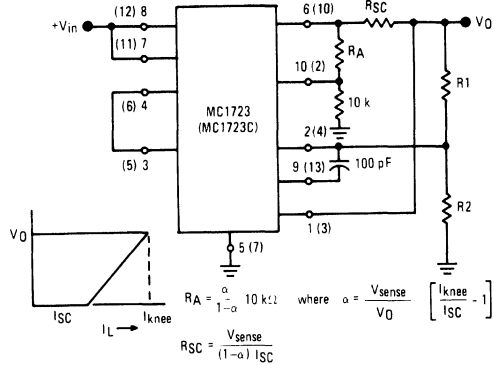 (12) 8
6 (10)
RSC
VO
+Vin
(11) 7
RA
R1
10 (2)
(6) 4
MC1723
(MC1723C)
10 k
2 (4)
9 (13)
100 pF
(5) 3
R2
1 (3)
5 (7)
VO
ISC
IL →
Iknee
RA = α / 1-α 10 kΩ where α = Vsense / VO [Iknee / ISC - 1]
RSC = Vsense / (1-α) ISC